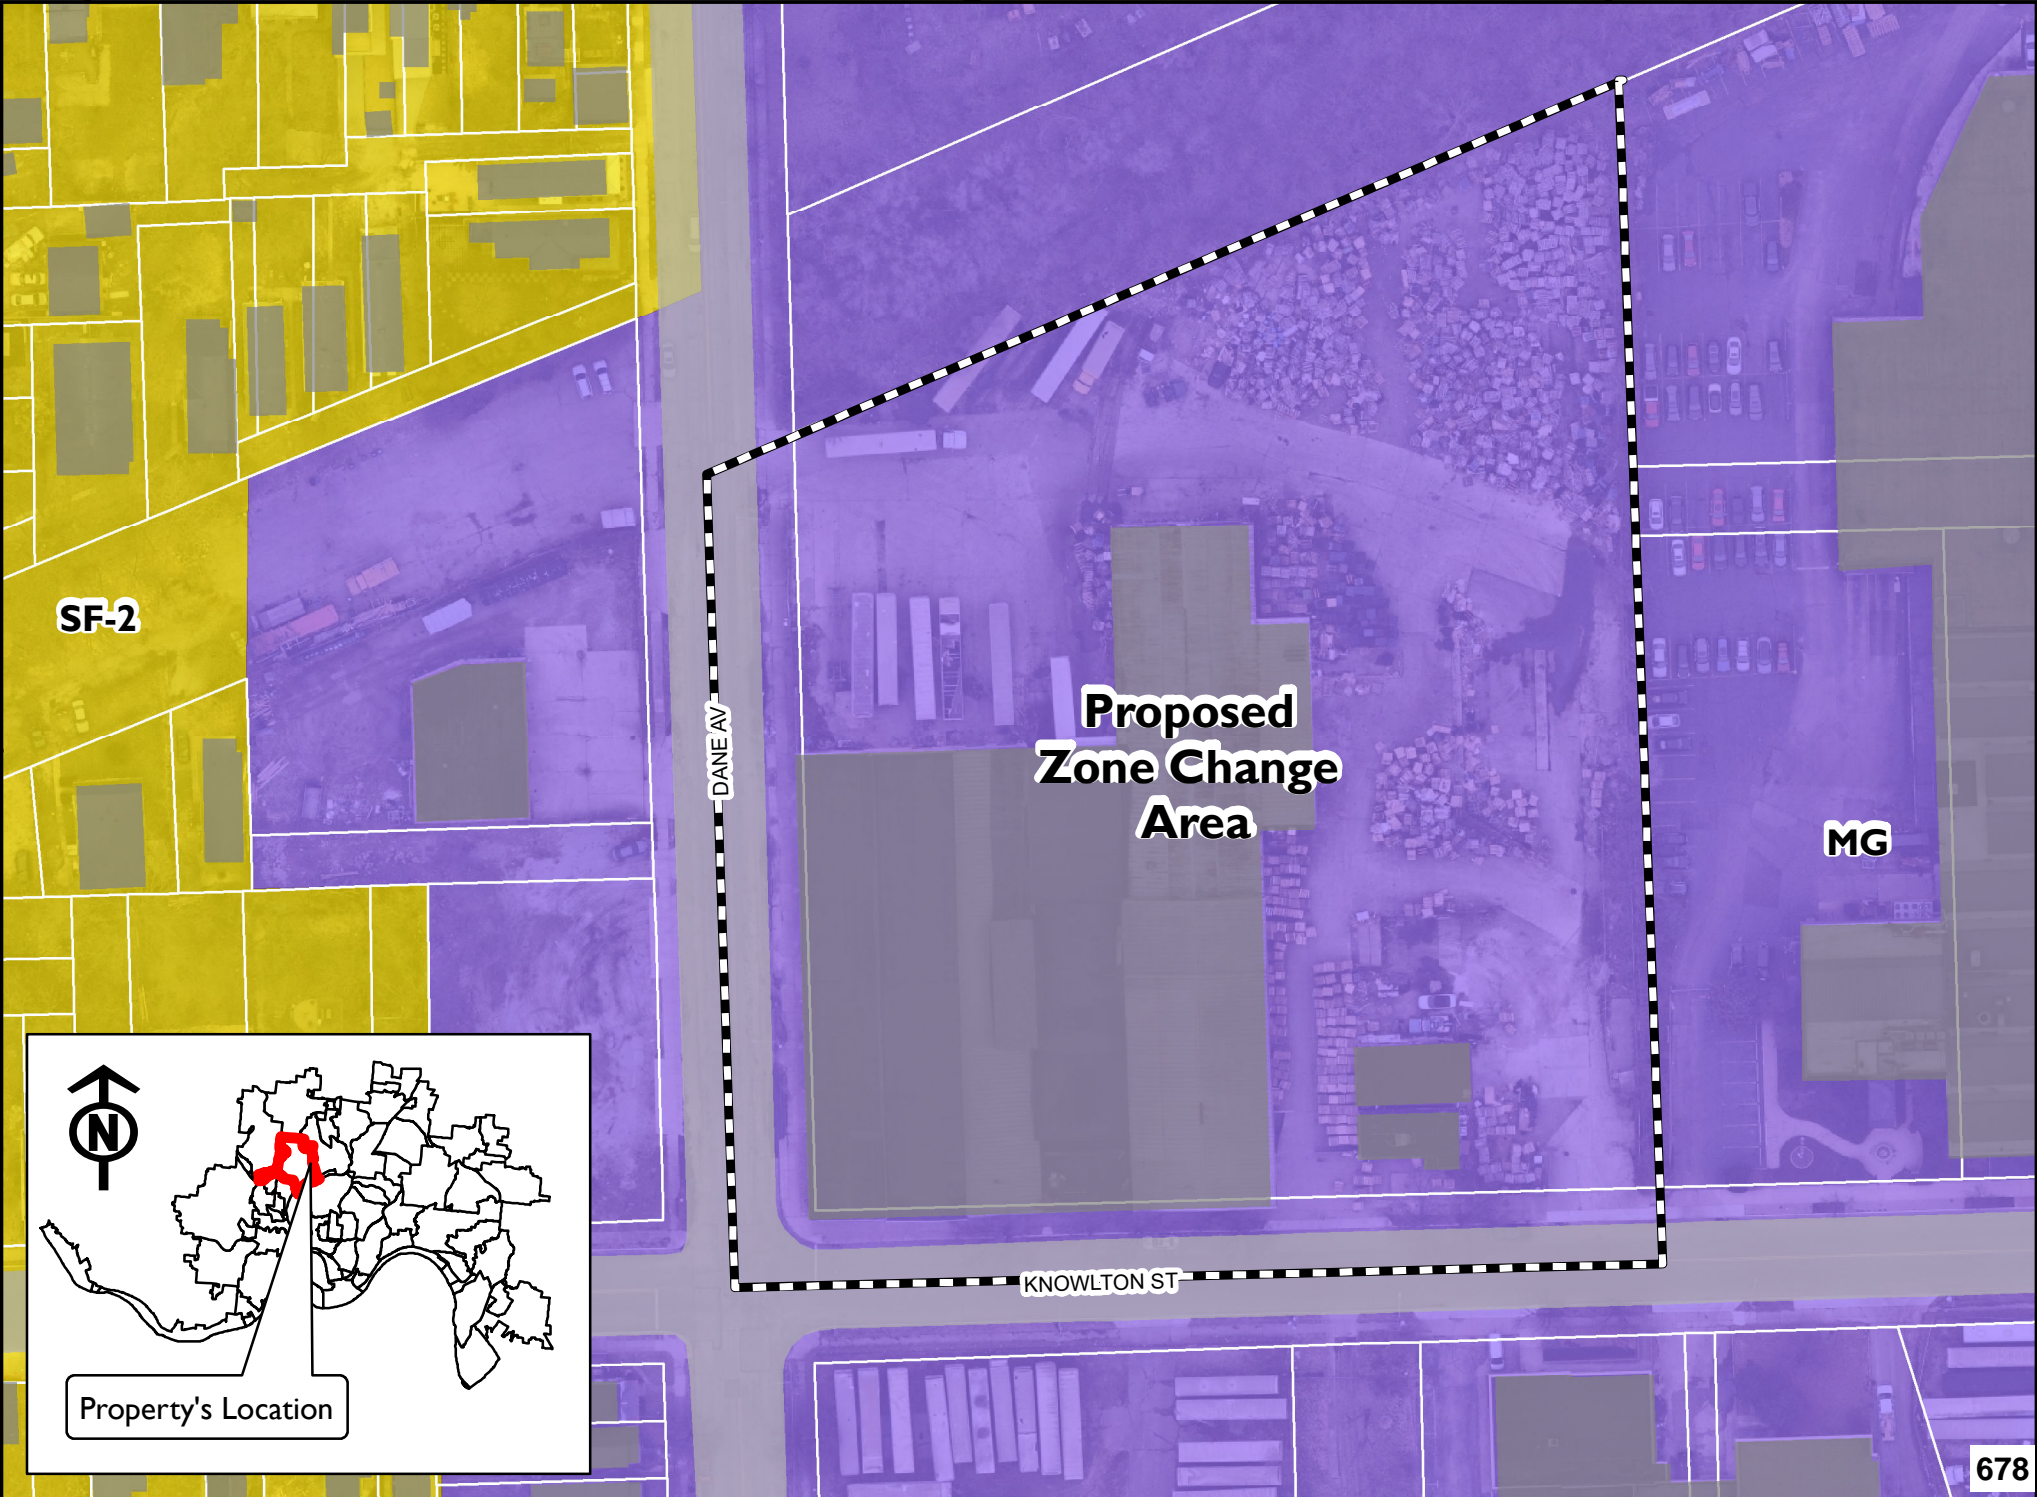 SF-2
DANE AV
Proposed
Zone Change
Area
MG
KNOWLTON ST
N
Property's Location
678